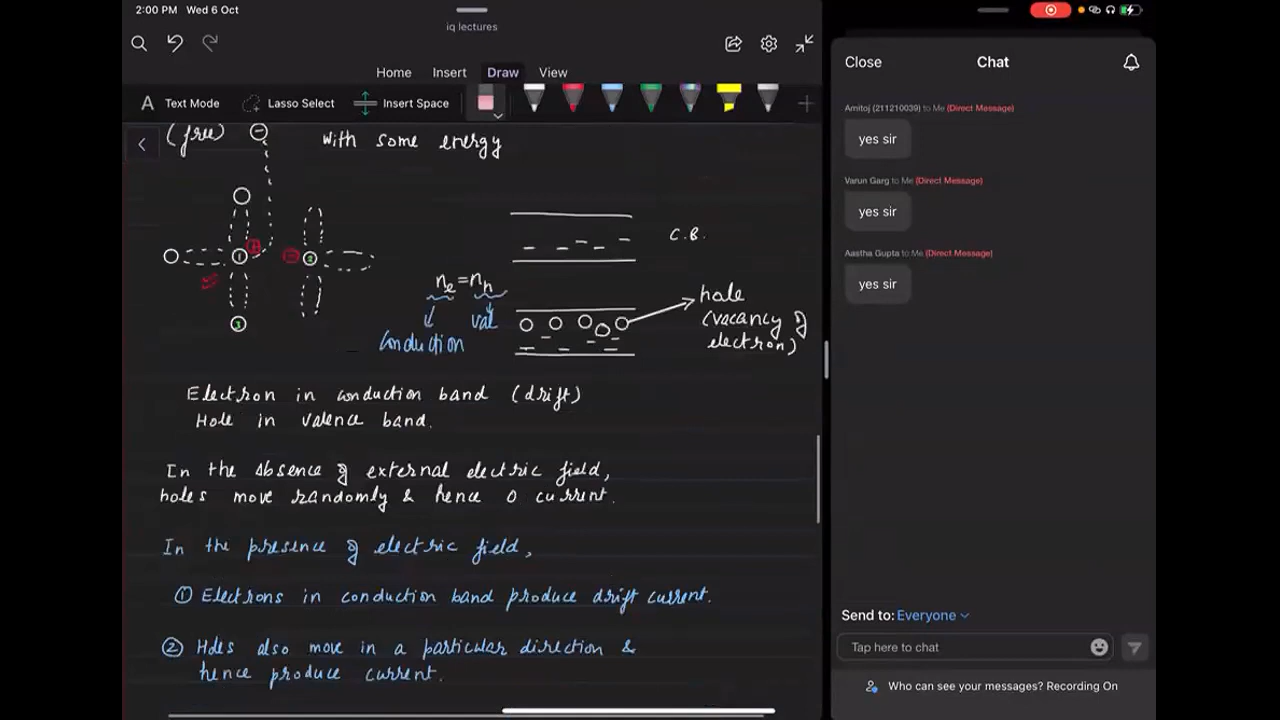 2:00 PM Wed 6 Oct
iq lectures
Home Insert Draw View
A Text Mode Lasso Select Insert Space
(free) with some energy
C.B.
1
2
3
ne=nh
conduction
val
hole
(vacancy of
electron)
Electron in conduction band (drift)
Hole in valence band.
In the absence of external electric field,
holes move randomly & hence 0 current.
In the presence of electric field,
① Electrons in conduction band produce drift current.
② Holes also move in a particular direction &
hence produce current.
Close Chat
Amitoj (211210039) to Me (Direct Message)
yes sir
Varun Garg to Me (Direct Message)
yes sir
Aastha Gupta to Me (Direct Message)
yes sir
Send to: Everyone
Tap here to chat
Who can see your messages? Recording On